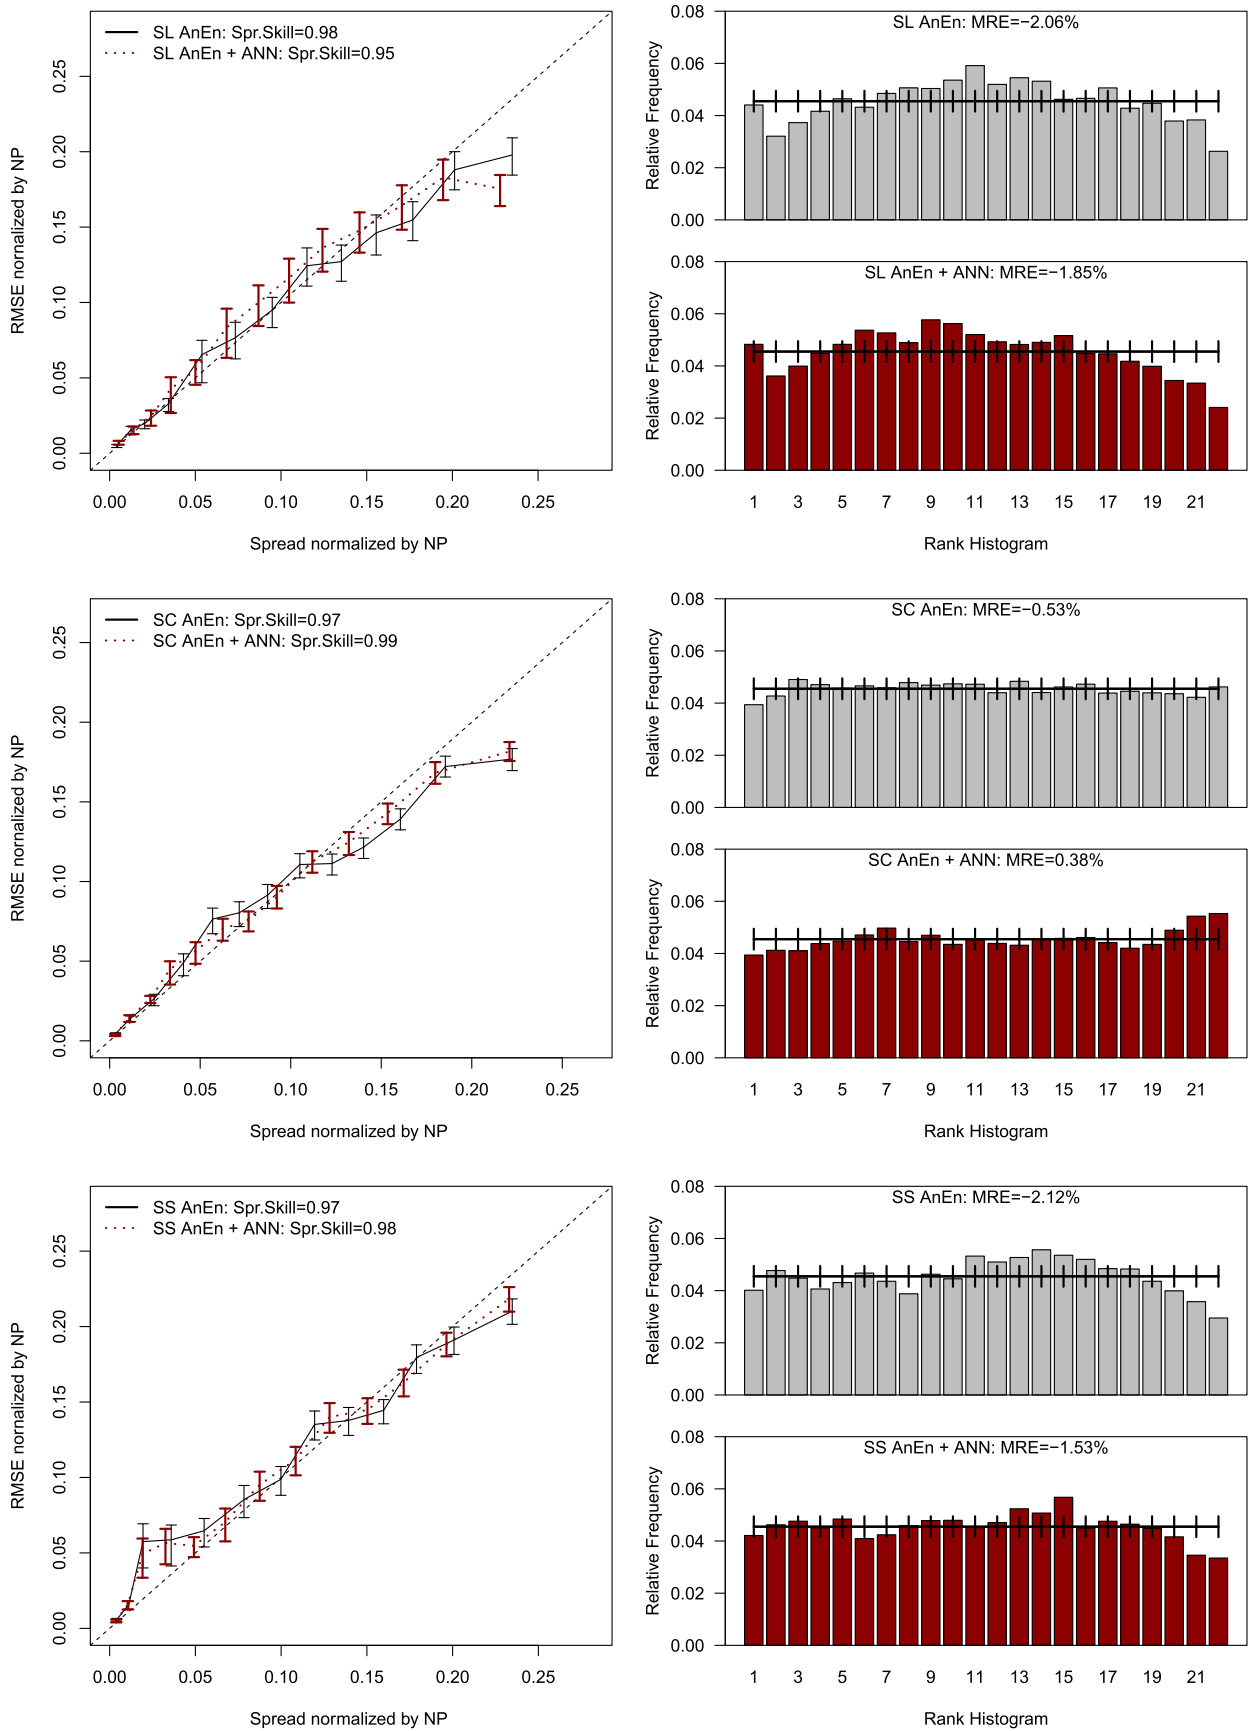 SL AnEn: Spr.Skill=0.98
SL AnEn + ANN: Spr.Skill=0.95
RMSE normalized by NP
0.25
0.20
0.15
0.10
0.05
0.00
0.00 0.05 0.10 0.15 0.20 0.25
Spread normalized by NP
SL AnEn: MRE=−2.06%
Relative Frequency
0.08
0.06
0.04
0.02
0.00
SL AnEn + ANN: MRE=−1.85%
Relative Frequency
0.08
0.06
0.04
0.02
0.00
1 3 5 7 9 11 13 15 17 19 21
Rank Histogram
SC AnEn: Spr.Skill=0.97
SC AnEn + ANN: Spr.Skill=0.99
RMSE normalized by NP
0.25
0.20
0.15
0.10
0.05
0.00
0.00 0.05 0.10 0.15 0.20 0.25
Spread normalized by NP
SC AnEn: MRE=−0.53%
Relative Frequency
0.08
0.06
0.04
0.02
0.00
SC AnEn + ANN: MRE=0.38%
Relative Frequency
0.08
0.06
0.04
0.02
0.00
1 3 5 7 9 11 13 15 17 19 21
Rank Histogram
SS AnEn: Spr.Skill=0.97
SS AnEn + ANN: Spr.Skill=0.98
RMSE normalized by NP
0.25
0.20
0.15
0.10
0.05
0.00
0.00 0.05 0.10 0.15 0.20 0.25
Spread normalized by NP
SS AnEn: MRE=−2.12%
Relative Frequency
0.08
0.06
0.04
0.02
0.00
SS AnEn + ANN: MRE=−1.53%
Relative Frequency
0.08
0.06
0.04
0.02
0.00
1 3 5 7 9 11 13 15 17 19 21
Rank Histogram